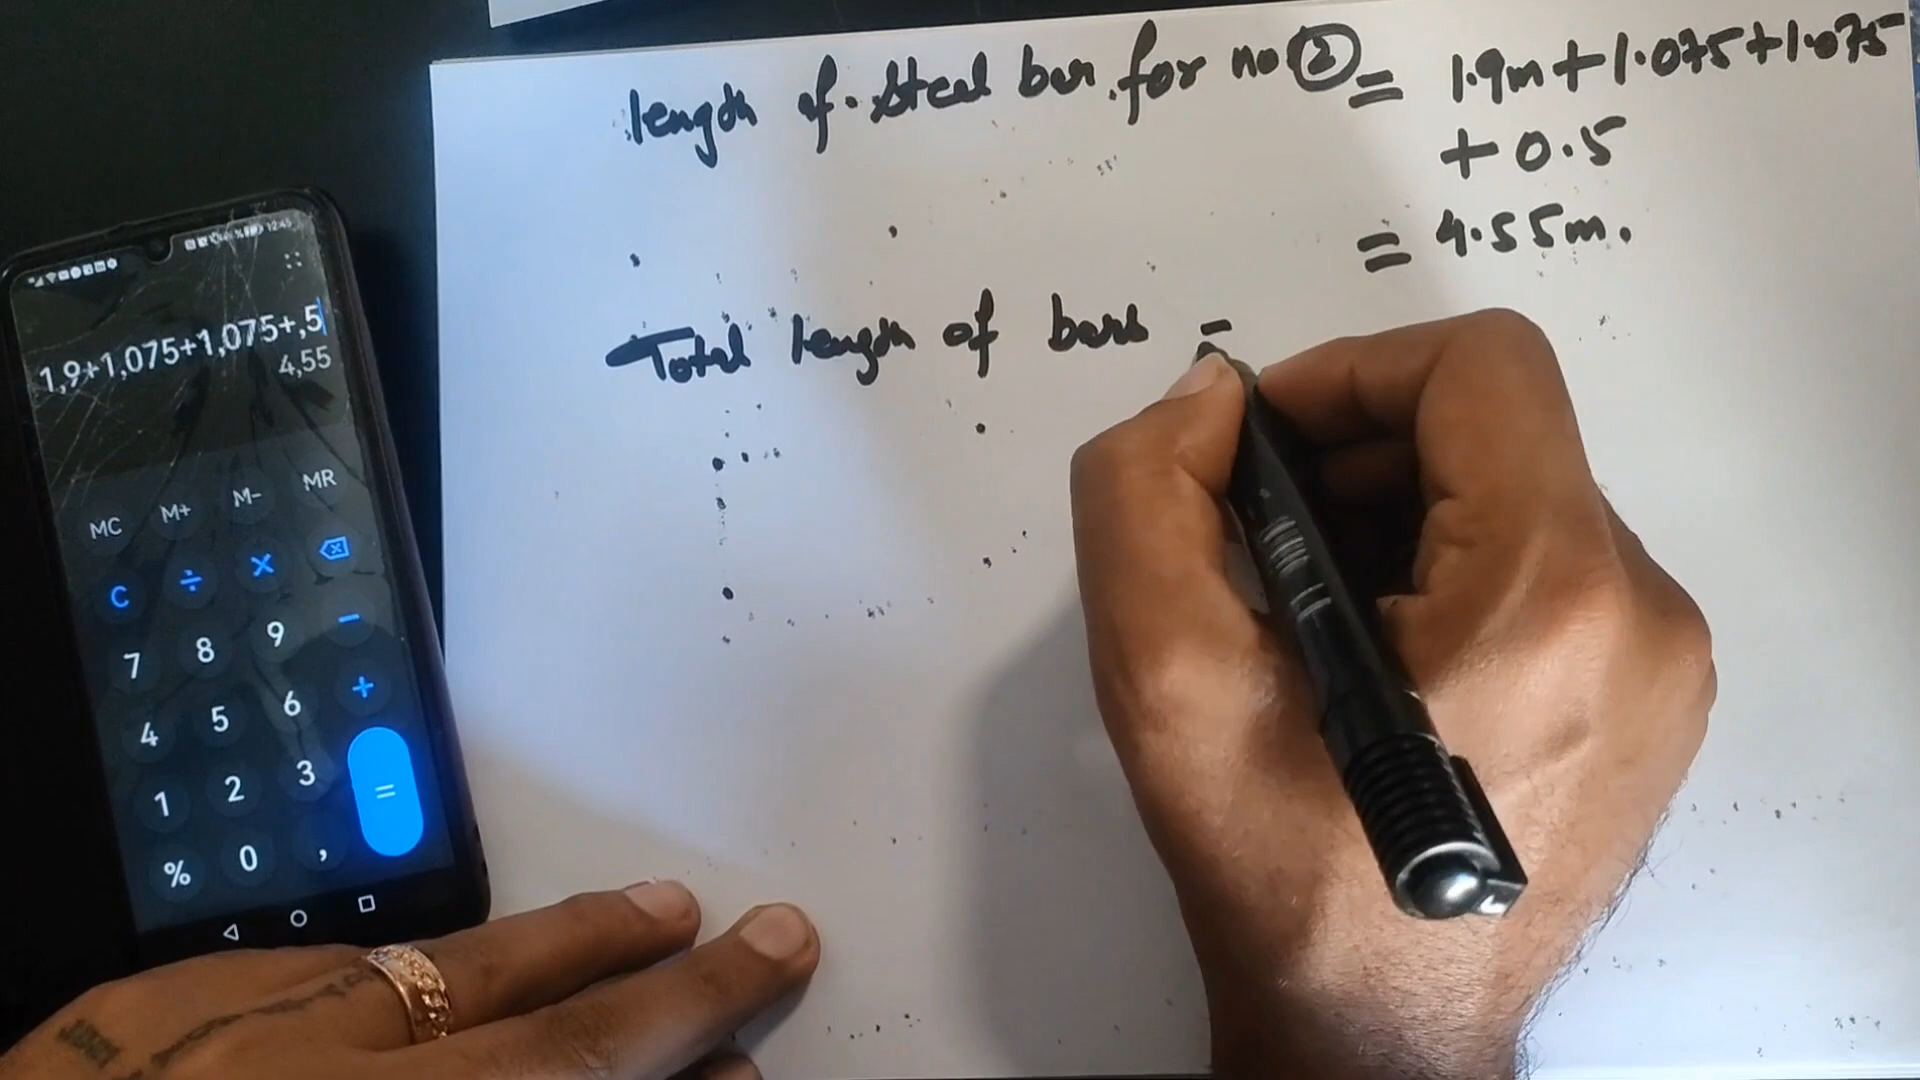 length of steel bar for no ② = 1.9m + 1.075 + 1.075
+ 0.5
= 4.55m.
Total length of bars =
12:45
1,9+1,075+1,075+,5
4,55
MC M+ M- MR
C ÷ ×
7 8 9 −
4 5 6 +
1 2 3 =
% 0 ,